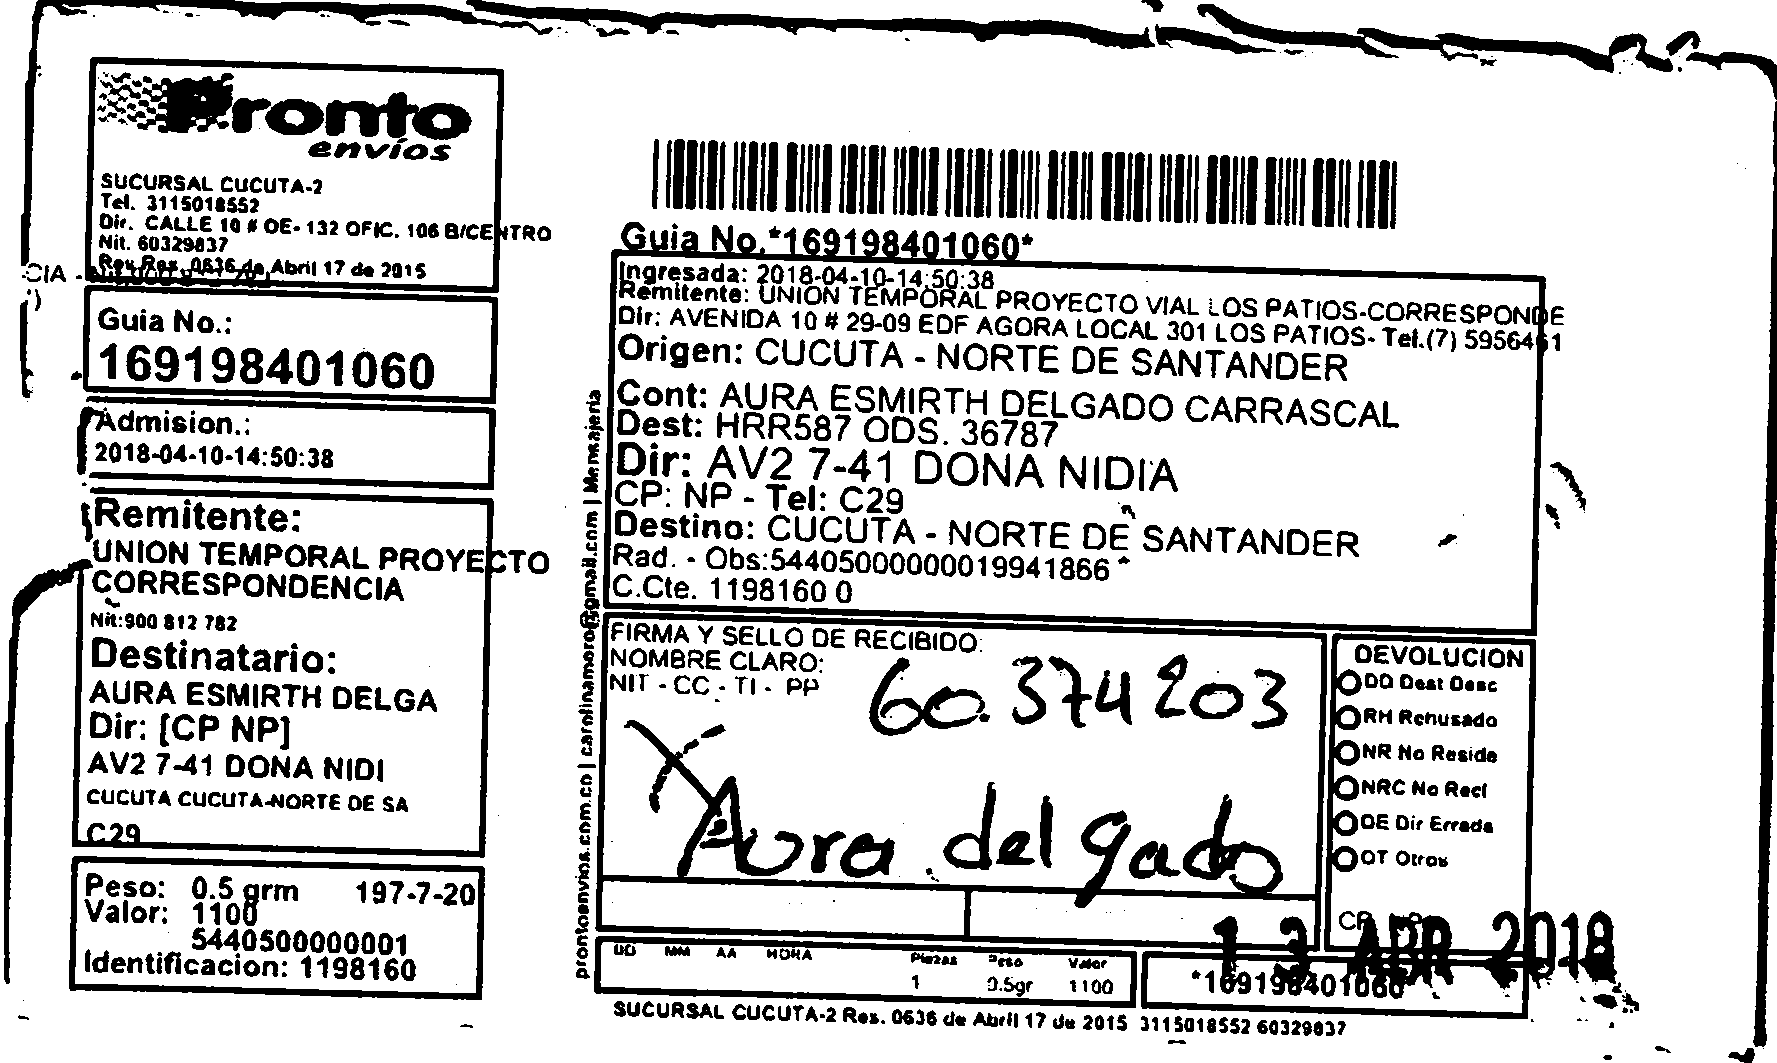 Pronto
envíos
SUCURSAL CUCUTA-2
Tel. 3115018552
Dir. CALLE 10 # OE- 132 OFIC. 106 B/CENTRO
Nit. 60329837
Rev Res. 0636 de Abril 17 de 2015
CIA -
Guia No.:
169198401060
Admision.:
2018-04-10-14:50:38
Remitente:
UNION TEMPORAL PROYECTO
CORRESPONDENCIA
Nit:900 812 782
Destinatario:
AURA ESMIRTH DELGA
Dir: [CP NP]
AV2 7-41 DONA NIDI
CUCUTA CUCUTA-NORTE DE SA
C29
Peso: 0.5 grm 197-7-20
Valor: 1100
5440500000001
Identificacion: 1198160
prontoenvios.com.co | carolinamaro@gmail.com | Mensajeria
Guia No.*169198401060*
Ingresada: 2018-04-10-14:50:38
Remitente: UNION TEMPORAL PROYECTO VIAL LOS PATIOS-CORRESPONDE
Dir: AVENIDA 10 # 29-09 EDF AGORA LOCAL 301 LOS PATIOS- Tel.(7) 5956461
Origen: CUCUTA - NORTE DE SANTANDER
Cont: AURA ESMIRTH DELGADO CARRASCAL
Dest: HRR587 ODS. 36787
Dir: AV2 7-41 DONA NIDIA
CP: NP - Tel: C29
Destino: CUCUTA - NORTE DE SANTANDER
Rad. - Obs:54405000000019941866 *
C.Cte. 1198160 0
FIRMA Y SELLO DE RECIBIDO:
NOMBRE CLARO:
NIT - CC - TI - PP
60.374203
Aura delgado
DEVOLUCION
DD Dest Desc
RH Rehusado
NR No Reside
NRC No Recl
DE Dir Errada
OT Otros
13 ABR 2018
DD MM AA HORA Piezas Peso Valor
1 0.5gr 1100
*169198401060*
SUCURSAL CUCUTA-2 Res. 0636 de Abril 17 de 2015 3115018552 60329837